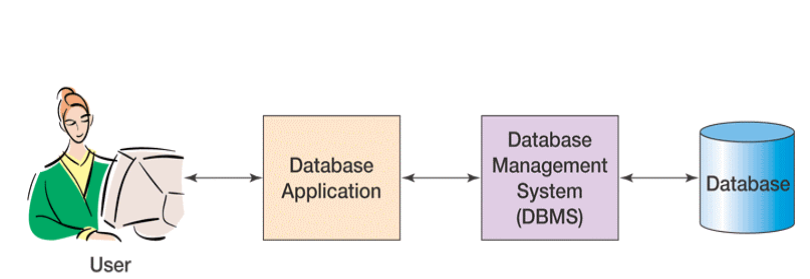 User
Database
Application
Database
Management
System
(DBMS)
Database